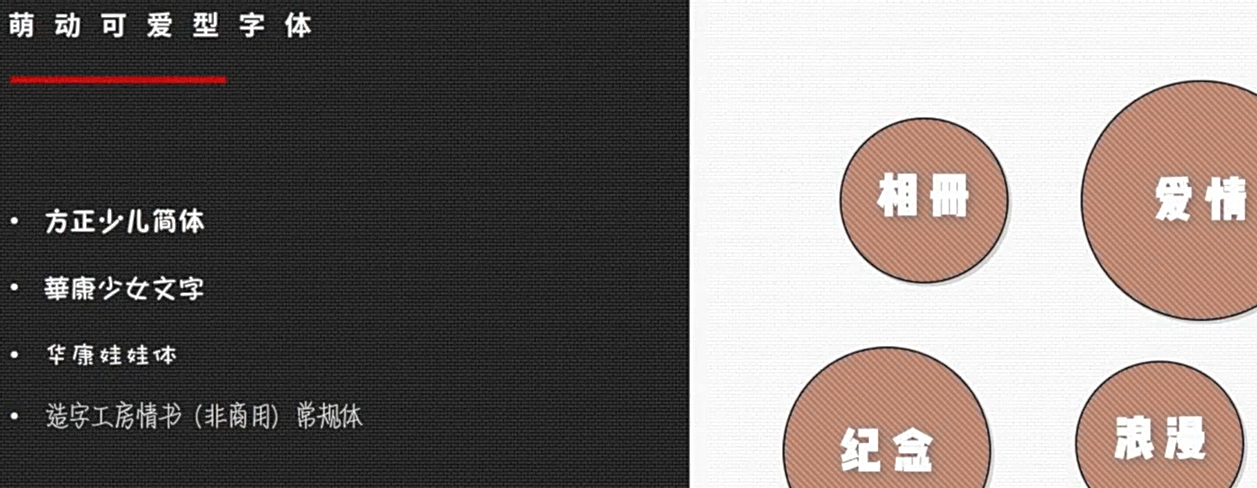 萌动可爱型字体
• 方正少儿简体
• 華康少女文字
• 华康娃娃体
• 造字工房情书（非商用）常规体
相冊
爱情
纪念
浪漫